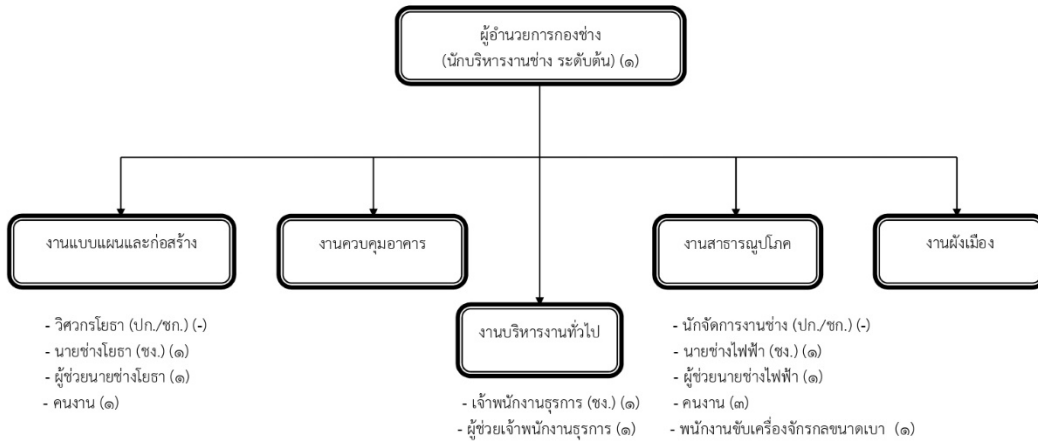 ผู้อำนวยการกองช่าง
(นักบริหารงานช่าง ระดับต้น) (๑)
งานแบบแผนและก่อสร้าง
งานควบคุมอาคาร
งานสาธารณูปโภค
งานผังเมือง
งานบริหารงานทั่วไป
- วิศวกรโยธา (ปก./ชก.) (-)
- นายช่างโยธา (ชง.) (๑)
- ผู้ช่วยนายช่างโยธา (๑)
- คนงาน (๑)
- เจ้าพนักงานธุรการ (ชง.) (๑)
- ผู้ช่วยเจ้าพนักงานธุรการ (๑)
- นักจัดการงานช่าง (ปก./ชก.) (-)
- นายช่างไฟฟ้า (ชง.) (๑)
- ผู้ช่วยนายช่างไฟฟ้า (๑)
- คนงาน (๓)
- พนักงานขับเครื่องจักรกลขนาดเบา (๑)